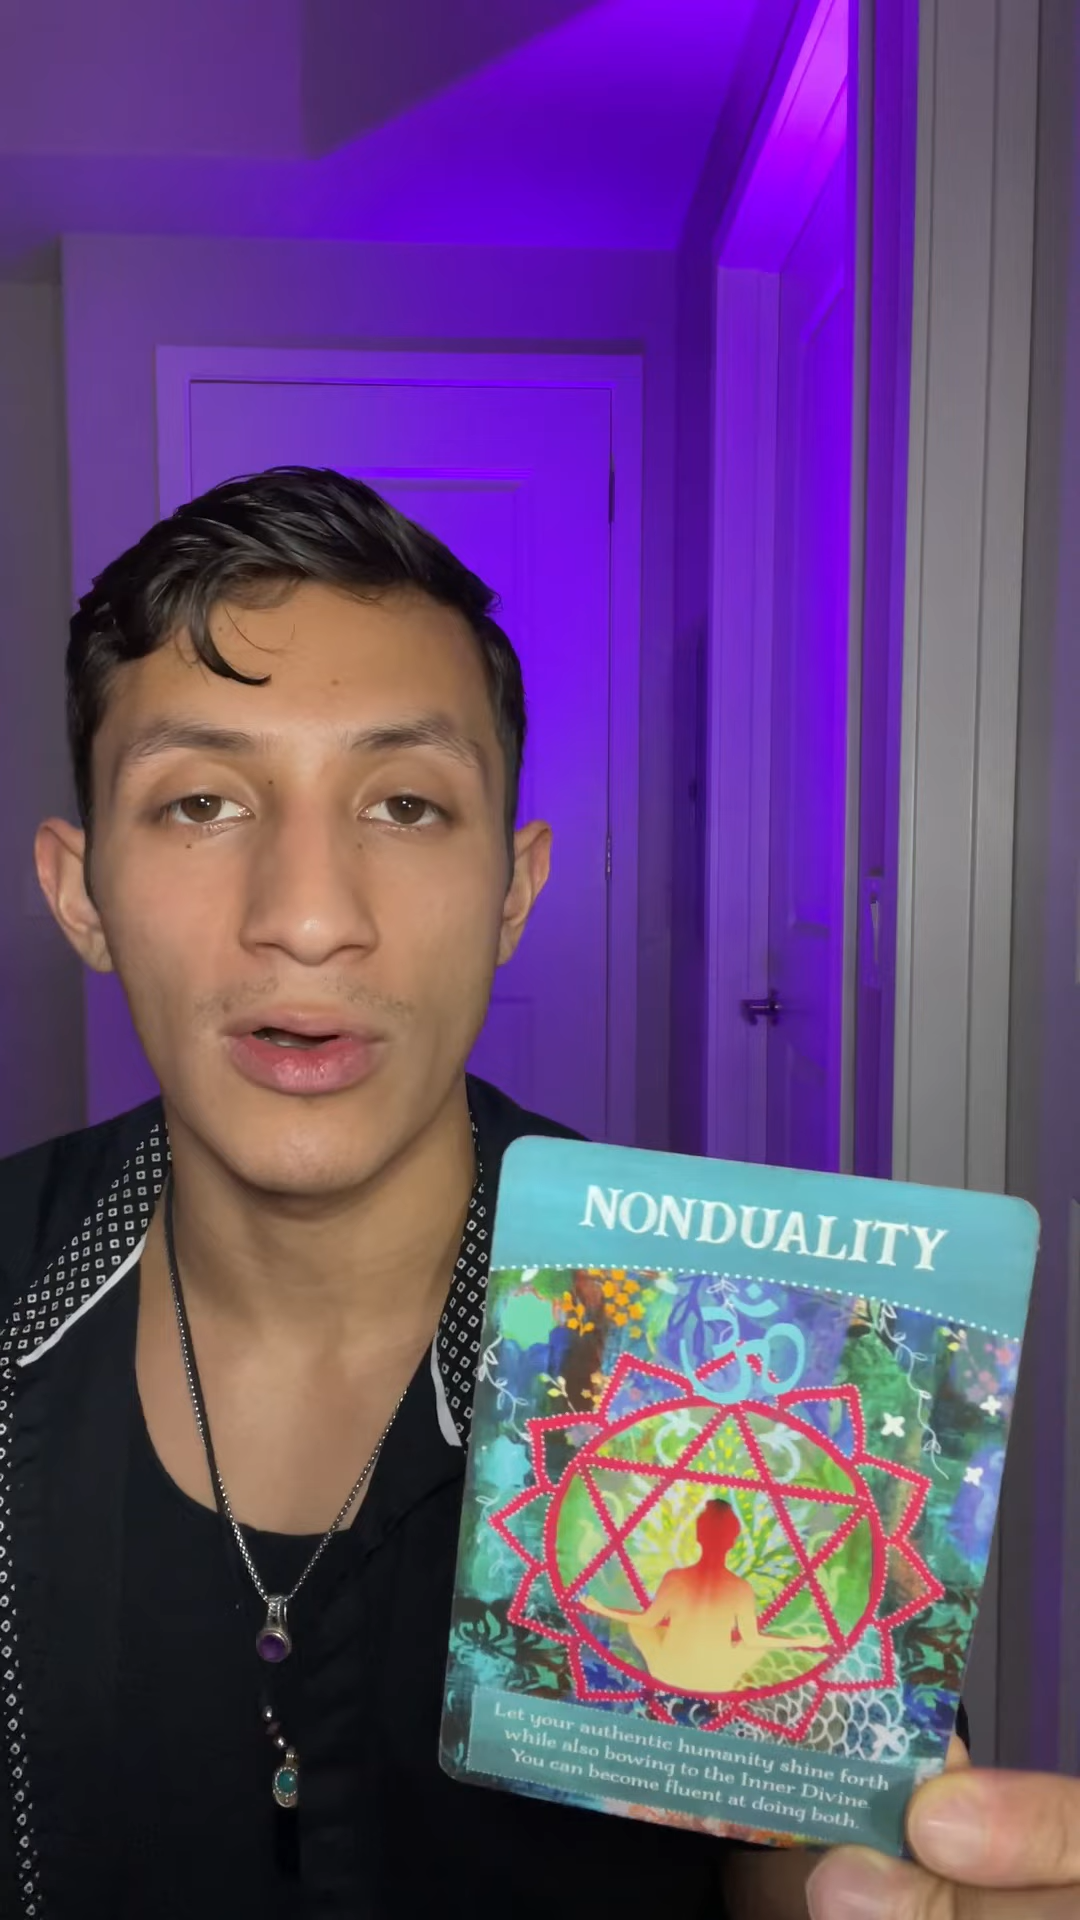 NONDUALITY
ॐ
Let your authentic humanity shine forth
while also bowing to the Inner Divine.
You can become fluent at doing both.